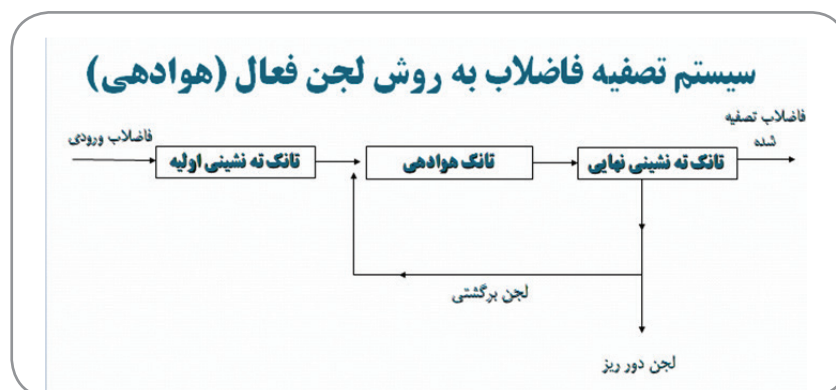 سیستم تصفیه فاضلاب به روش لجن فعال (هوادهی)
فاضلاب ورودی
تانک ته نشینی اولیه
تانک هوادهی
تانک ته نشینی نهایی
فاضلاب تصفیه
شده
لجن برگشتی
لجن دور ریز